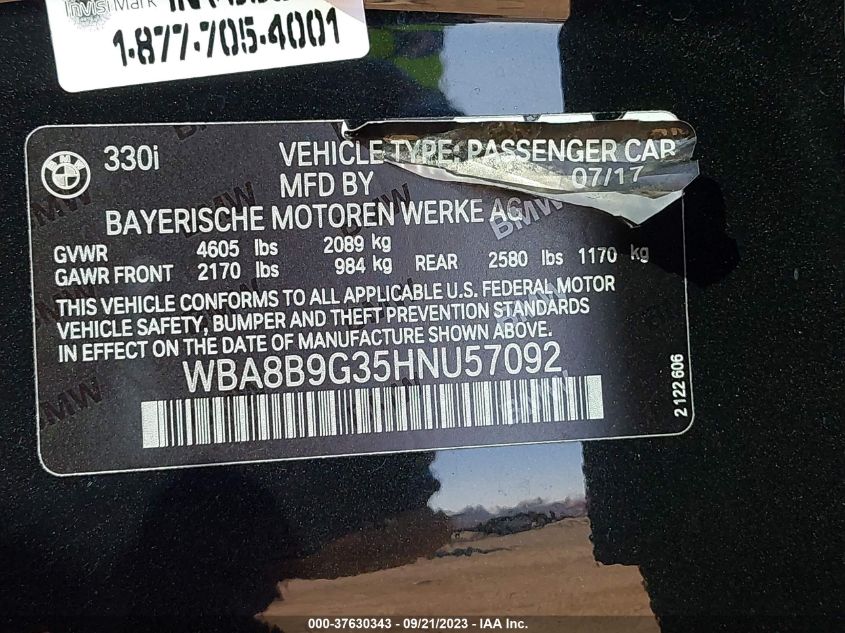 InvisiMark
1-877-705-4001
330i VEHICLE TYPE: PASSENGER CAR
MFD BY 07/17
BAYERISCHE MOTOREN WERKE AG
GVWR 4605 lbs 2089 kg
GAWR FRONT 2170 lbs 984 kg REAR 2580 lbs 1170 kg
THIS VEHICLE CONFORMS TO ALL APPLICABLE U.S. FEDERAL MOTOR
VEHICLE SAFETY, BUMPER AND THEFT PREVENTION STANDARDS
IN EFFECT ON THE DATE OF MANUFACTURE SHOWN ABOVE.
WBA8B9G35HNU57092
2 122 606
000-37630343 - 09/21/2023 - IAA Inc.